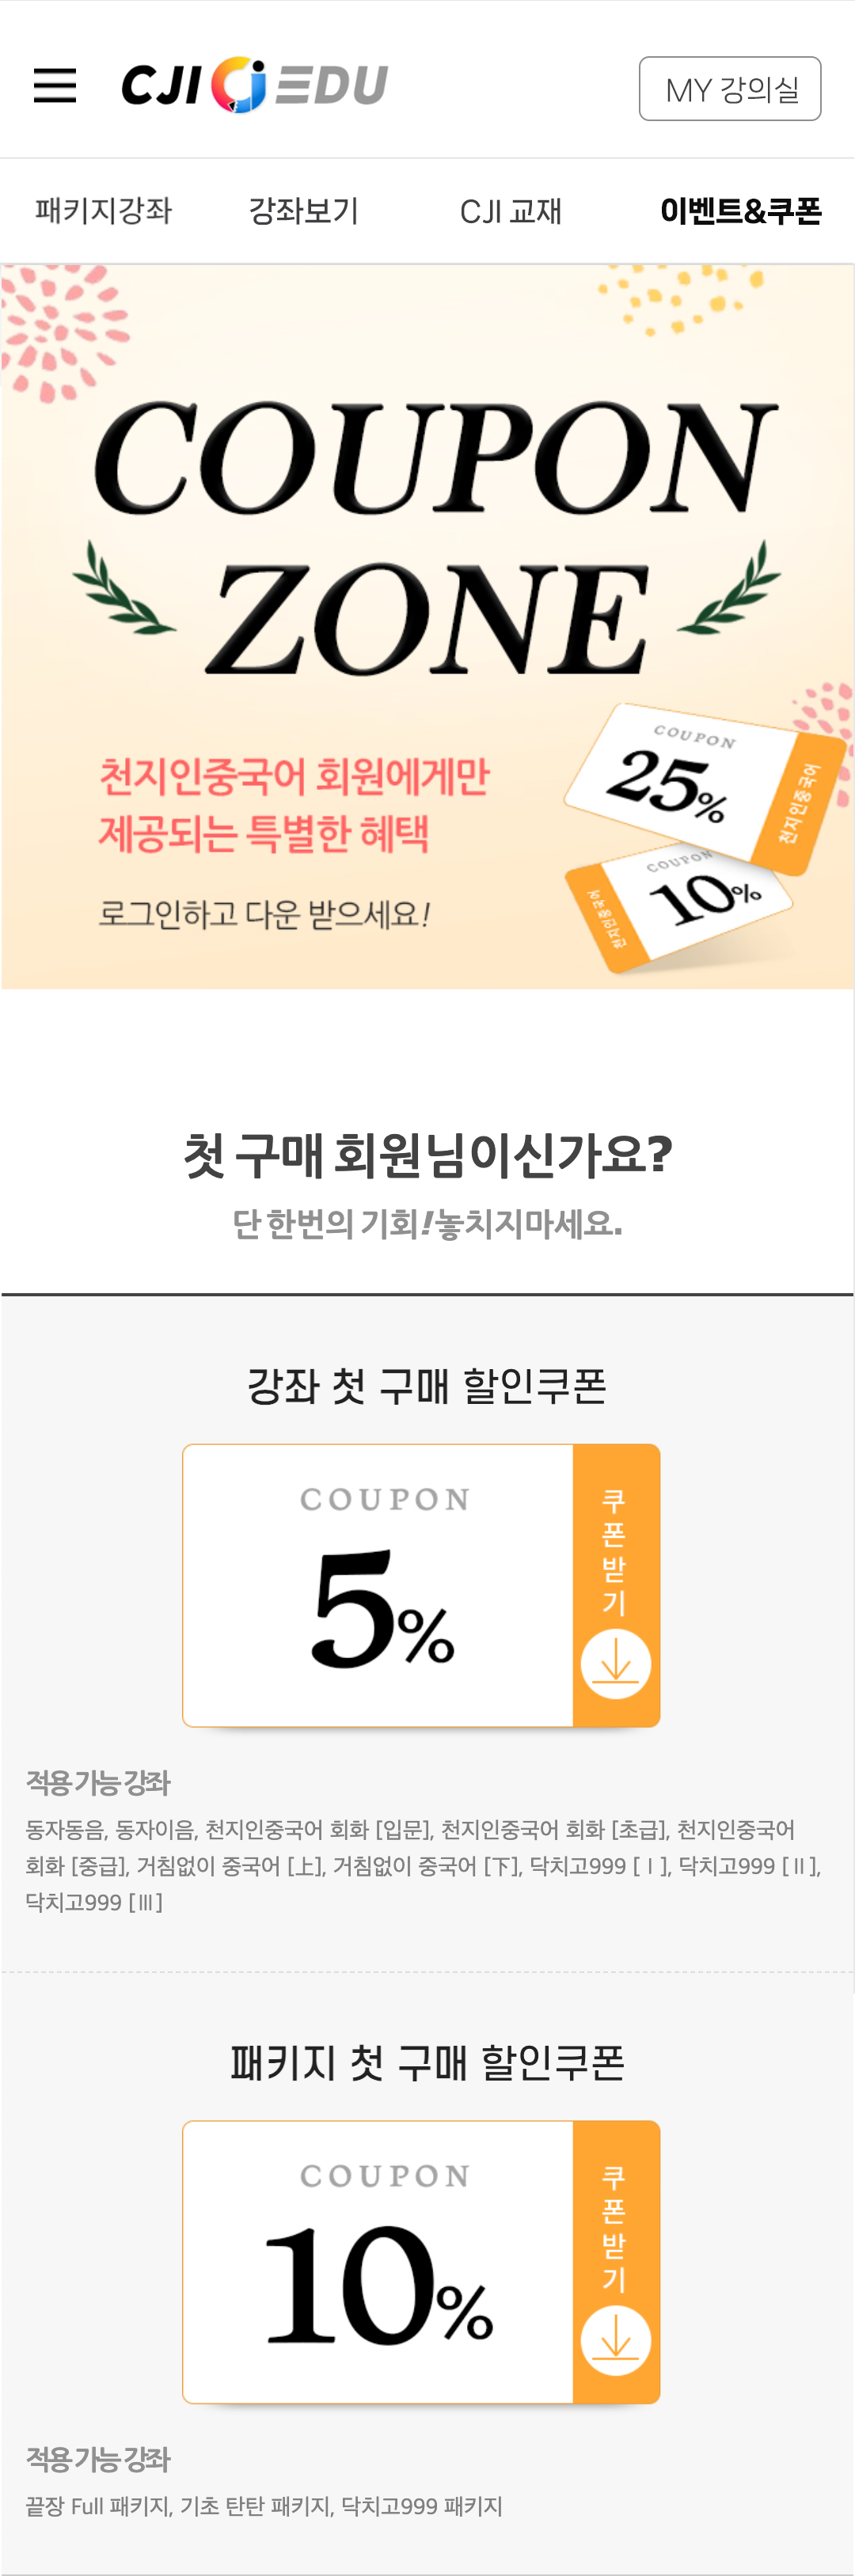 CJI EDU
MY 강의실
패키지강좌 강좌보기 CJI 교재 이벤트&쿠폰
COUPON
ZONE
천지인중국어 회원에게만
제공되는 특별한 혜택
로그인하고 다운 받으세요!
COUPON
25%
천지인중국어
COUPON
10%
천지인중국어
첫 구매 회원님이신가요?
단 한번의 기회! 놓치지마세요.
강좌 첫 구매 할인쿠폰
COUPON
5%
쿠폰받기
적용 가능 강좌
동자동음, 동자이음, 천지인중국어 회화 [입문], 천지인중국어 회화 [초급], 천지인중국어
회화 [중급], 거침없이 중국어 [上], 거침없이 중국어 [下], 닥치고999 [Ⅰ], 닥치고999 [Ⅱ],
닥치고999 [Ⅲ]
패키지 첫 구매 할인쿠폰
COUPON
10%
쿠폰받기
적용 가능 강좌
끝장 Full 패키지, 기초 탄탄 패키지, 닥치고999 패키지